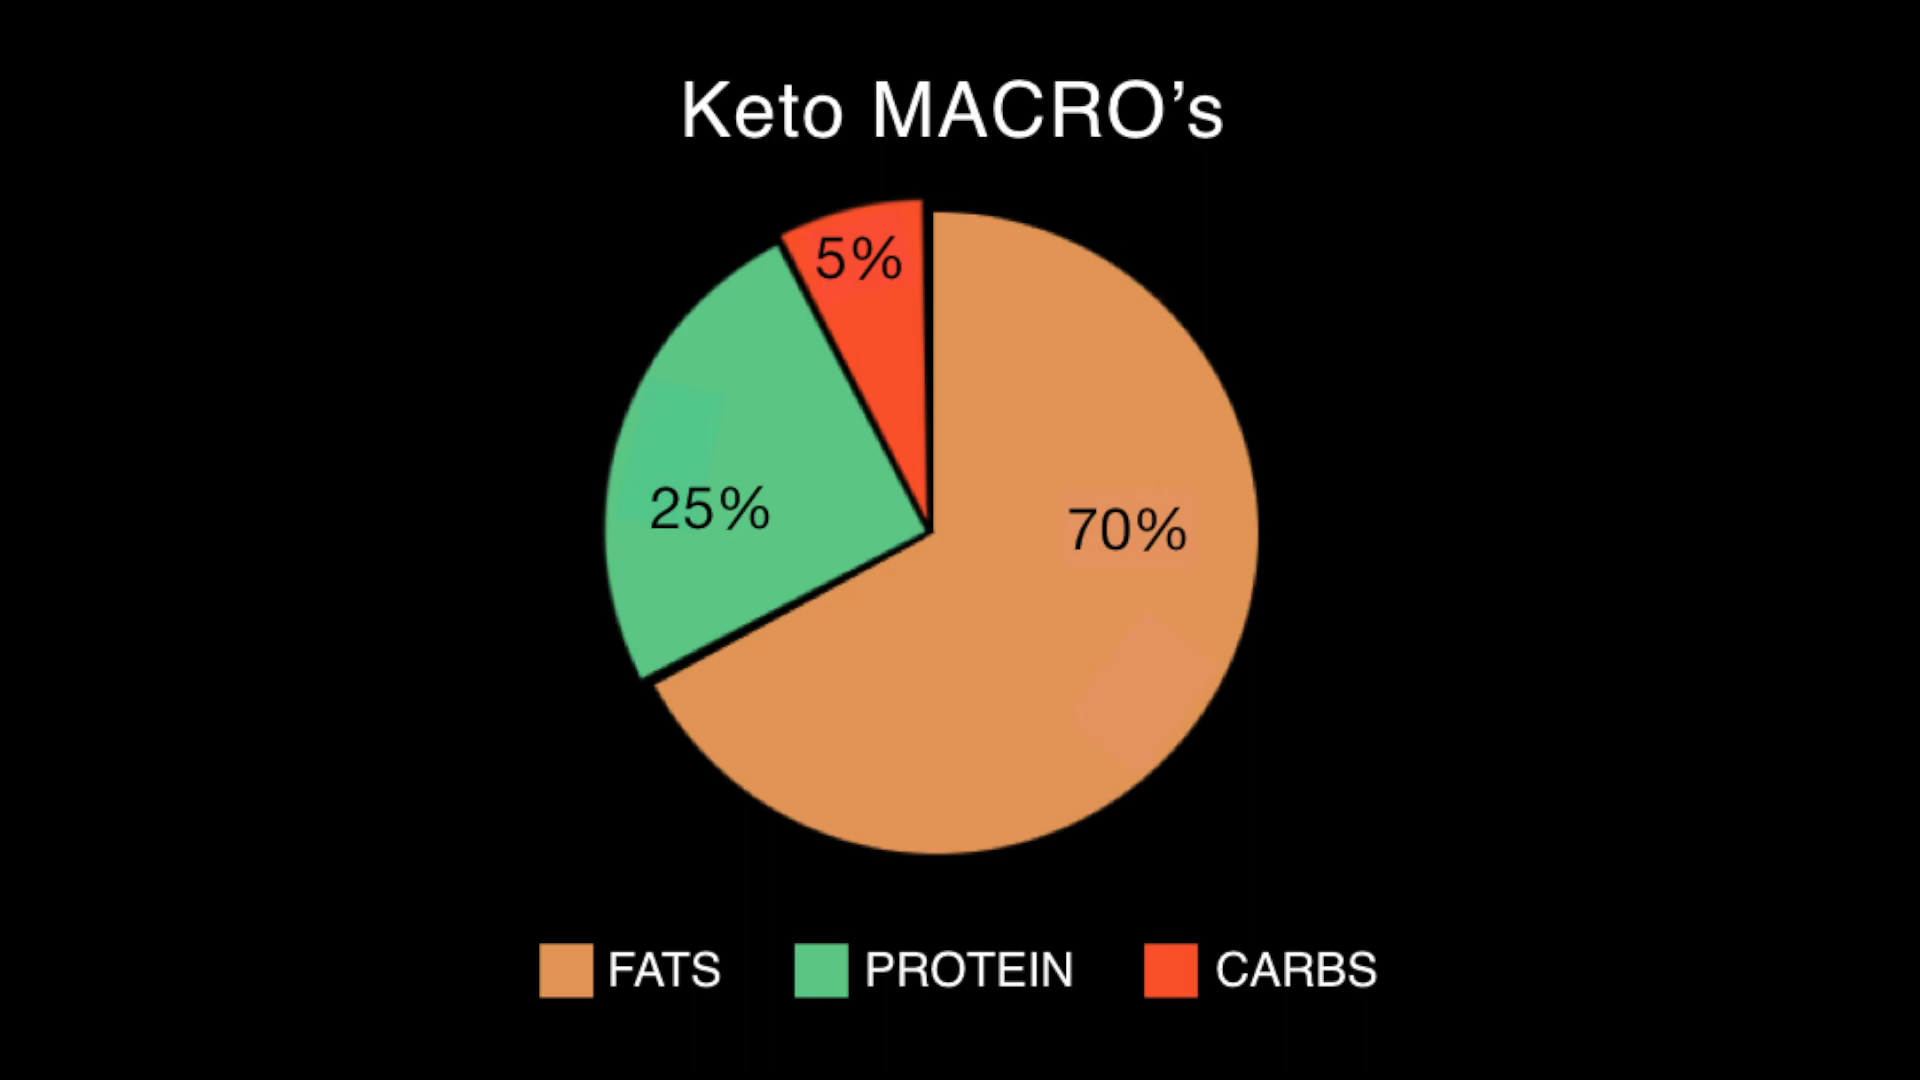 Keto MACRO’s
5%
25%
70%
FATS PROTEIN CARBS